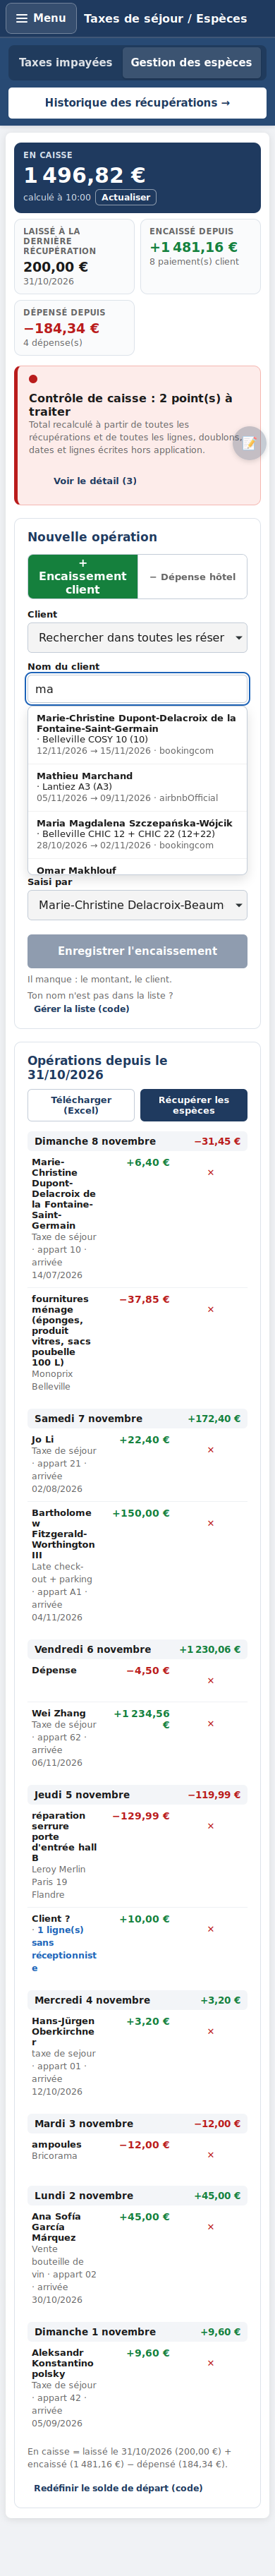 Menu
Taxes de séjour / Espèces
Taxes impayées
Gestion des espèces
Historique des récupérations →
EN CAISSE
1 496,82 €
calculé à 10:00
Actualiser
LAISSÉ À LA
DERNIÈRE
RÉCUPÉRATION
200,00 €
31/10/2026
ENCAISSÉ DEPUIS
+1 481,16 €
8 paiement(s) client
DÉPENSÉ DEPUIS
−184,34 €
4 dépense(s)
Contrôle de caisse : 2 point(s) à
traiter
Total recalculé à partir de toutes les
récupérations et de toutes les lignes, doublons,
dates et lignes écrites hors application.
Voir le détail (3)
Nouvelle opération
+
Encaissement
client
− Dépense hôtel
Client
Rechercher dans toutes les réser
Nom du client
ma
Marie-Christine Dupont-Delacroix de la
Fontaine-Saint-Germain
· Belleville COSY 10 (10)
12/11/2026 → 15/11/2026 · bookingcom
Mathieu Marchand
· Lantiez A3 (A3)
05/11/2026 → 09/11/2026 · airbnbOfficial
Maria Magdalena Szczepańska-Wójcik
· Belleville CHIC 12 + CHIC 22 (12+22)
28/10/2026 → 02/11/2026 · bookingcom
Omar Makhlouf
Saisi par
Marie-Christine Delacroix-Beaum
Enregistrer l'encaissement
Il manque : le montant, le client.
Ton nom n'est pas dans la liste ?
Gérer la liste (code)
Opérations depuis le
31/10/2026
Télécharger
(Excel)
Récupérer les
espèces
Dimanche 8 novembre
−31,45 €
Marie-
Christine
Dupont-
Delacroix de
la Fontaine-
Saint-
Germain
Taxe de séjour
· appart 10 ·
arrivée
14/07/2026
+6,40 €
×
fournitures
ménage
(éponges,
produit
vitres, sacs
poubelle
100 L)
Monoprix
Belleville
−37,85 €
×
Samedi 7 novembre
+172,40 €
Jo Li
Taxe de séjour
· appart 21 ·
arrivée
02/08/2026
+22,40 €
×
Bartholome
w
Fitzgerald-
Worthington
III
Late check-
out + parking
· appart A1 ·
arrivée
04/11/2026
+150,00 €
×
Vendredi 6 novembre
+1 230,06 €
Dépense
−4,50 €
×
Wei Zhang
Taxe de séjour
· appart 62 ·
arrivée
06/11/2026
+1 234,56
€
×
Jeudi 5 novembre
−119,99 €
réparation
serrure
porte
d'entrée hall
B
Leroy Merlin
Paris 19
Flandre
−129,99 €
×
Client ?
· 1 ligne(s)
sans
réceptionnist
e
+10,00 €
×
Mercredi 4 novembre
+3,20 €
Hans-Jürgen
Oberkirchne
r
taxe de sejour
· appart 01 ·
arrivée
12/10/2026
+3,20 €
×
Mardi 3 novembre
−12,00 €
ampoules
Bricorama
−12,00 €
×
Lundi 2 novembre
+45,00 €
Ana Sofía
García
Márquez
Vente
bouteille de
vin · appart 02
· arrivée
30/10/2026
+45,00 €
×
Dimanche 1 novembre
+9,60 €
Aleksandr
Konstantino
polsky
Taxe de séjour
· appart 42 ·
arrivée
05/09/2026
+9,60 €
×
En caisse = laissé le 31/10/2026 (200,00 €) +
encaissé (1 481,16 €) − dépensé (184,34 €).
Redéfinir le solde de départ (code)